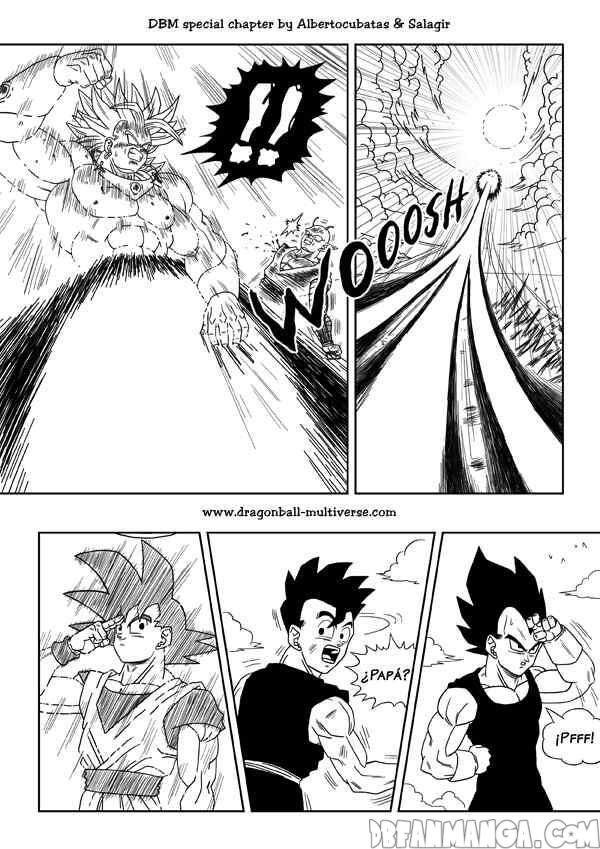 DBM special chapter by Albertocubatas & Salagir
!!
WOOOSH
www.dragonball-multiverse.com
¿PAPÁ?
¡PFFF!
DBFANMANGA.COM